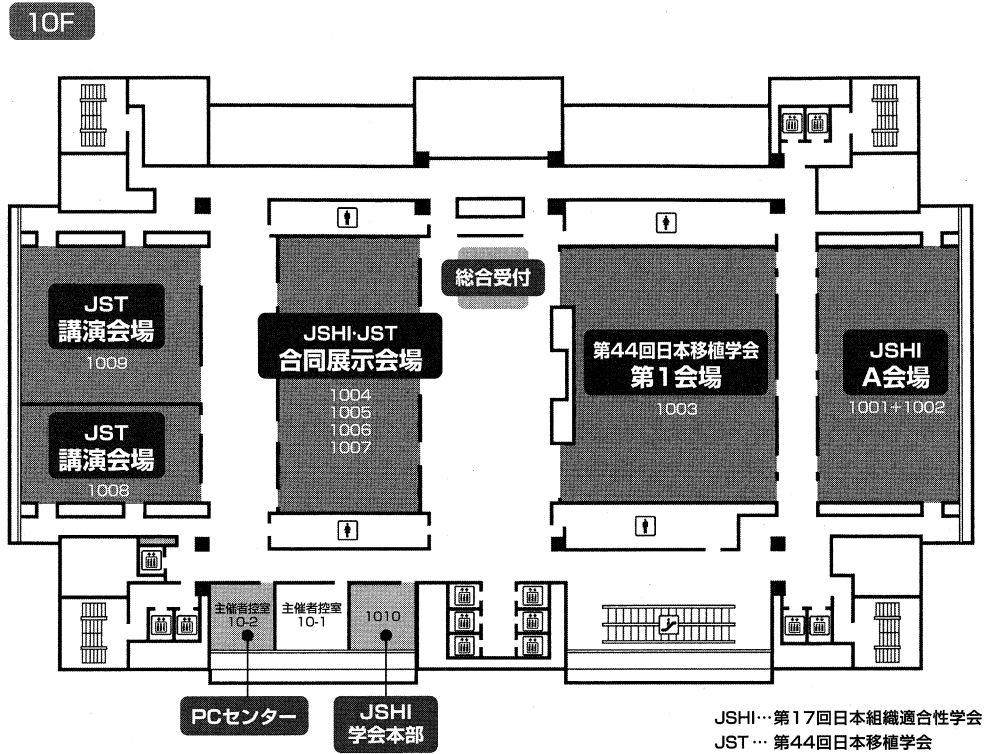 10F
総合受付
JST
講演会場
1009
JSHI・JST
合同展示会場
1004
1005
1006
1007
第44回日本移植学会
第1会場
1003
JSHI
A会場
1001+1002
JST
講演会場
1008
主催者控室
10-2
主催者控室
10-1
1010
PCセンター
JSHI
学会本部
JSHI…第17回日本組織適合性学会
JST … 第44回日本移植学会